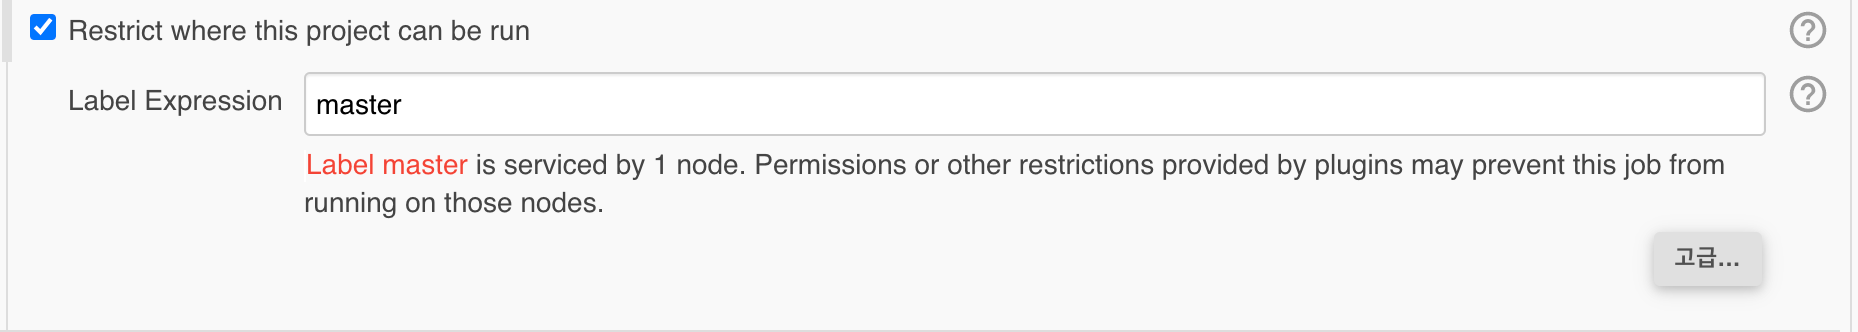 Restrict where this project can be run
Label Expression
master
Label master is serviced by 1 node. Permissions or other restrictions provided by plugins may prevent this job from
running on those nodes.
고급...